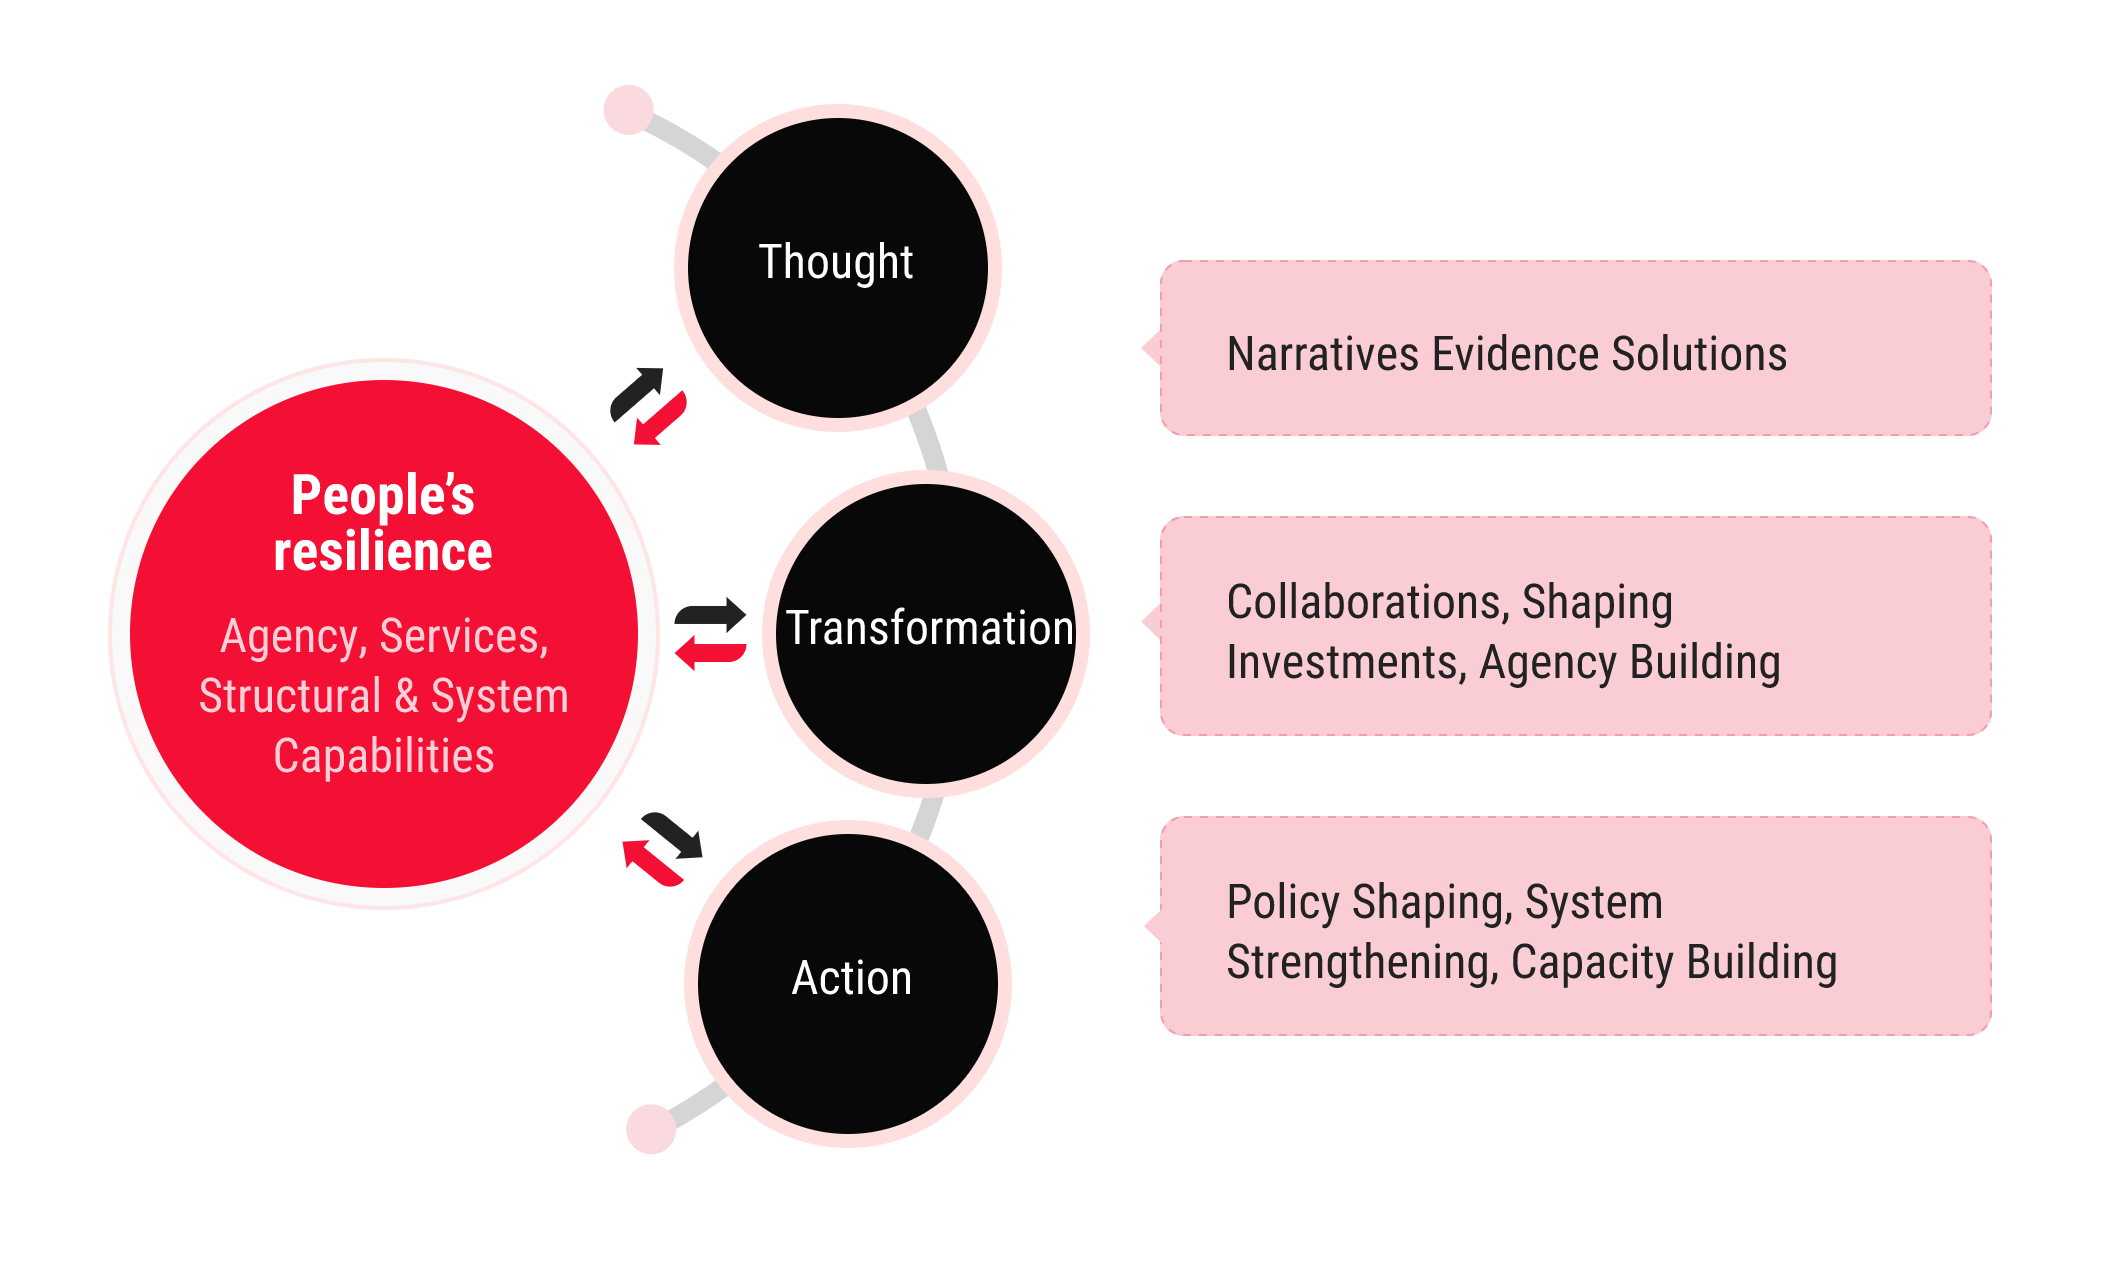 People’s
resilience
Agency, Services,
Structural & System
Capabilities
Thought
Transformation
Action
Narratives Evidence Solutions
Collaborations, Shaping
Investments, Agency Building
Policy Shaping, System
Strengthening, Capacity Building